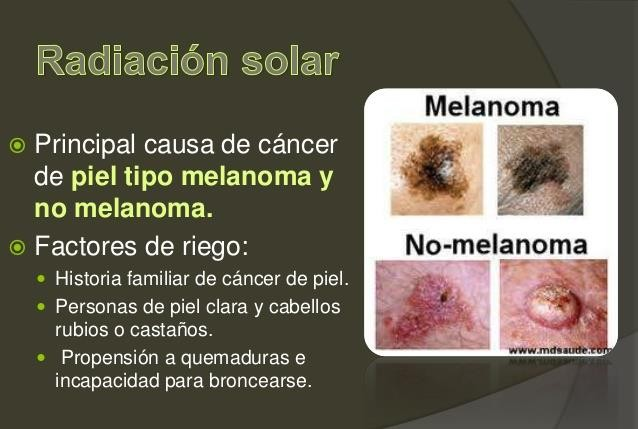 Radiación solar
Principal causa de cáncer
de piel tipo melanoma y
no melanoma.
Factores de riego:
Historia familiar de cáncer de piel.
Personas de piel clara y cabellos
rubios o castaños.
Propensión a quemaduras e
incapacidad para broncearse.
Melanoma
No-melanoma
www.mdsaude.com